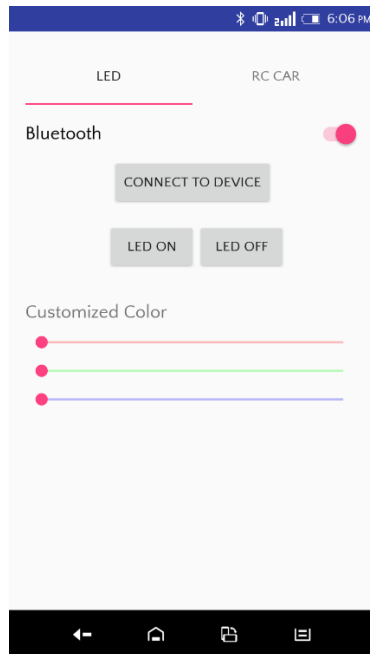 6:06 PM
LED RC CAR
Bluetooth
CONNECT TO DEVICE
LED ON LED OFF
Customized Color